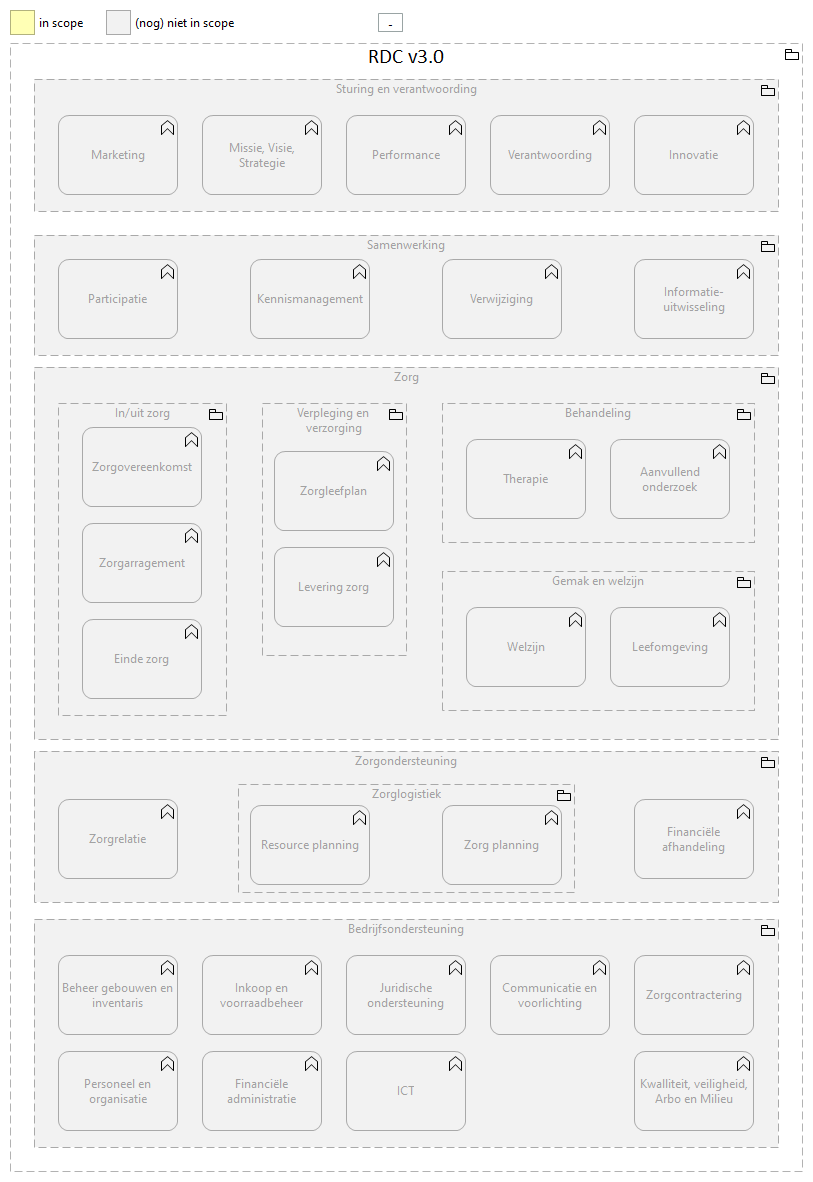 in scope
(nog) niet in scope
-
RDC v3.0
Sturing en verantwoording
Marketing
Missie, Visie,
Strategie
Performance
Verantwoording
Innovatie
Samenwerking
Participatie
Kennismanagement
Verwijziging
Informatie-
uitwisseling
Zorg
In/uit zorg
Zorgovereenkomst
Zorgarragement
Einde zorg
Verpleging en
verzorging
Zorgleefplan
Levering zorg
Behandeling
Therapie
Aanvullend
onderzoek
Gemak en welzijn
Welzijn
Leefomgeving
Zorgondersteuning
Zorgrelatie
Zorglogistiek
Resource planning
Zorg planning
Financiële
afhandeling
Bedrijfsondersteuning
Beheer gebouwen en
inventaris
Inkoop en
voorraadbeheer
Juridische
ondersteuning
Communicatie en
voorlichting
Zorgcontractering
Personeel en
organisatie
Financiële
administratie
ICT
Kwalliteit, veiligheid,
Arbo en Milieu